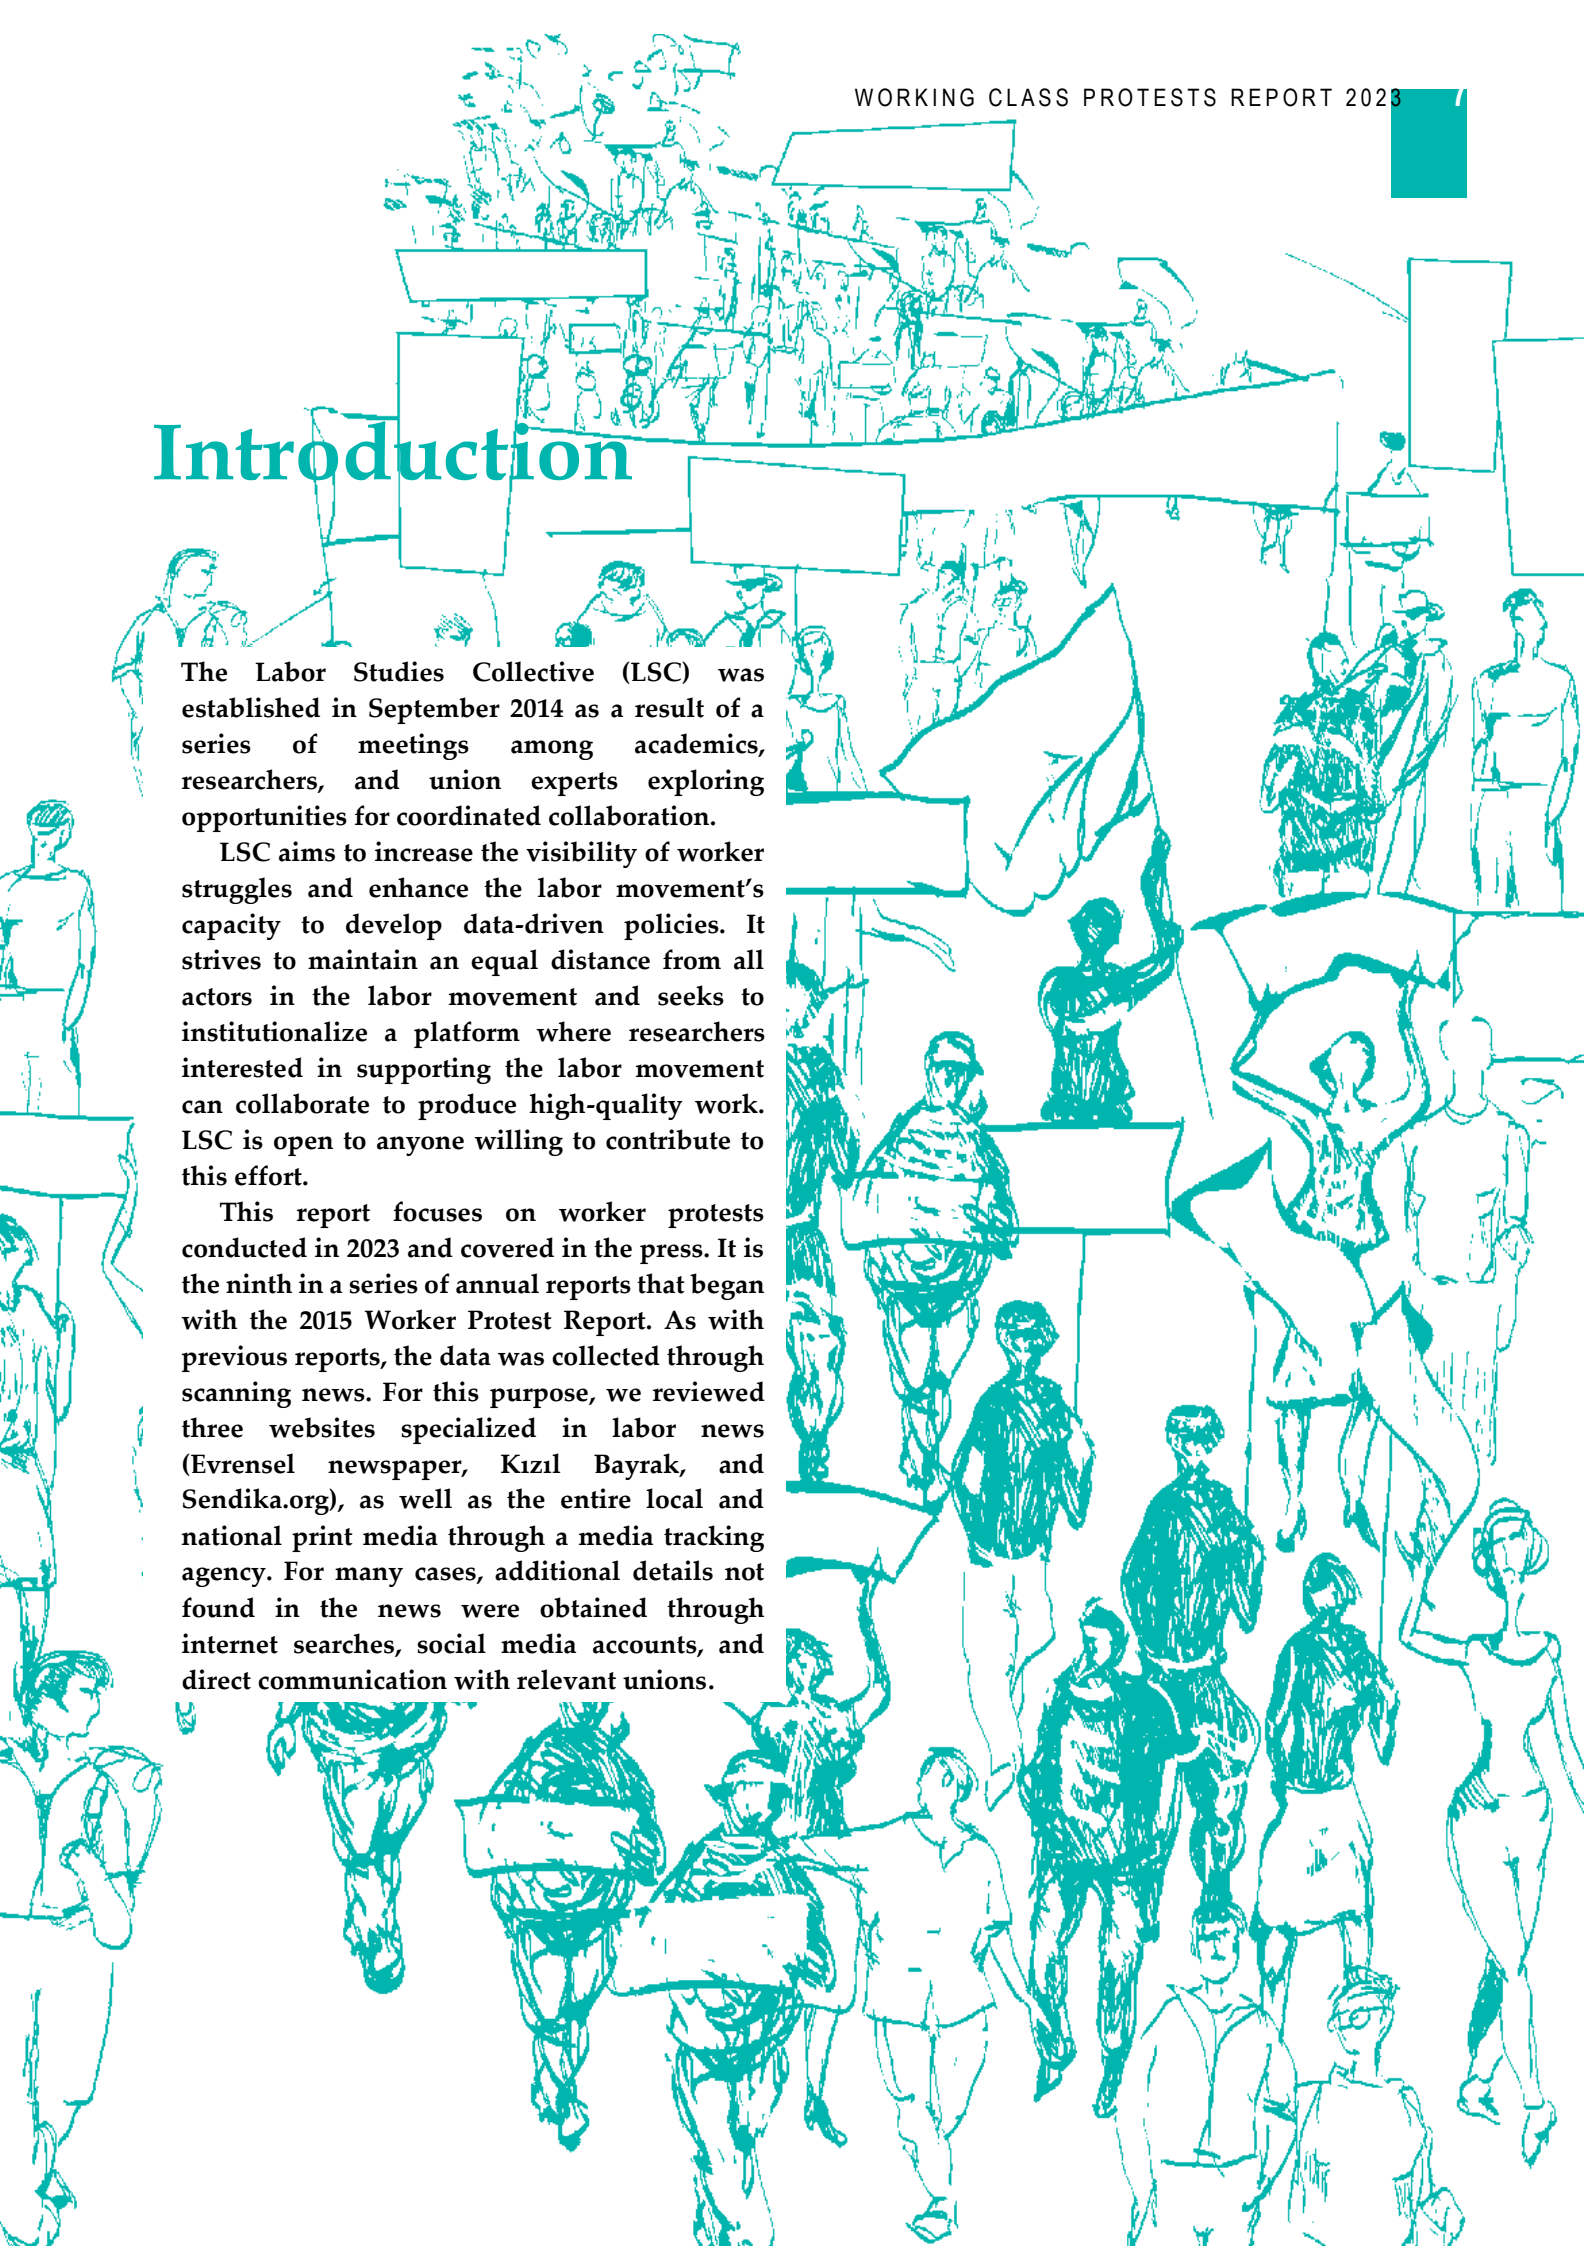 WORKING CLASS PROTESTS REPORT 2023 7
Introduction
The Labor Studies Collective (LSC) was
established in September 2014 as a result of a
series of meetings among academics,
researchers, and union experts exploring
opportunities for coordinated collaboration.
LSC aims to increase the visibility of worker
struggles and enhance the labor movement’s
capacity to develop data-driven policies. It
strives to maintain an equal distance from all
actors in the labor movement and seeks to
institutionalize a platform where researchers
interested in supporting the labor movement
can collaborate to produce high-quality work.
LSC is open to anyone willing to contribute to
this effort.
This report focuses on worker protests
conducted in 2023 and covered in the press. It is
the ninth in a series of annual reports that began
with the 2015 Worker Protest Report. As with
previous reports, the data was collected through
scanning news. For this purpose, we reviewed
three websites specialized in labor news
(Evrensel newspaper, Kızıl Bayrak, and
Sendika.org), as well as the entire local and
national print media through a media tracking
agency. For many cases, additional details not
found in the news were obtained through
internet searches, social media accounts, and
direct communication with relevant unions.